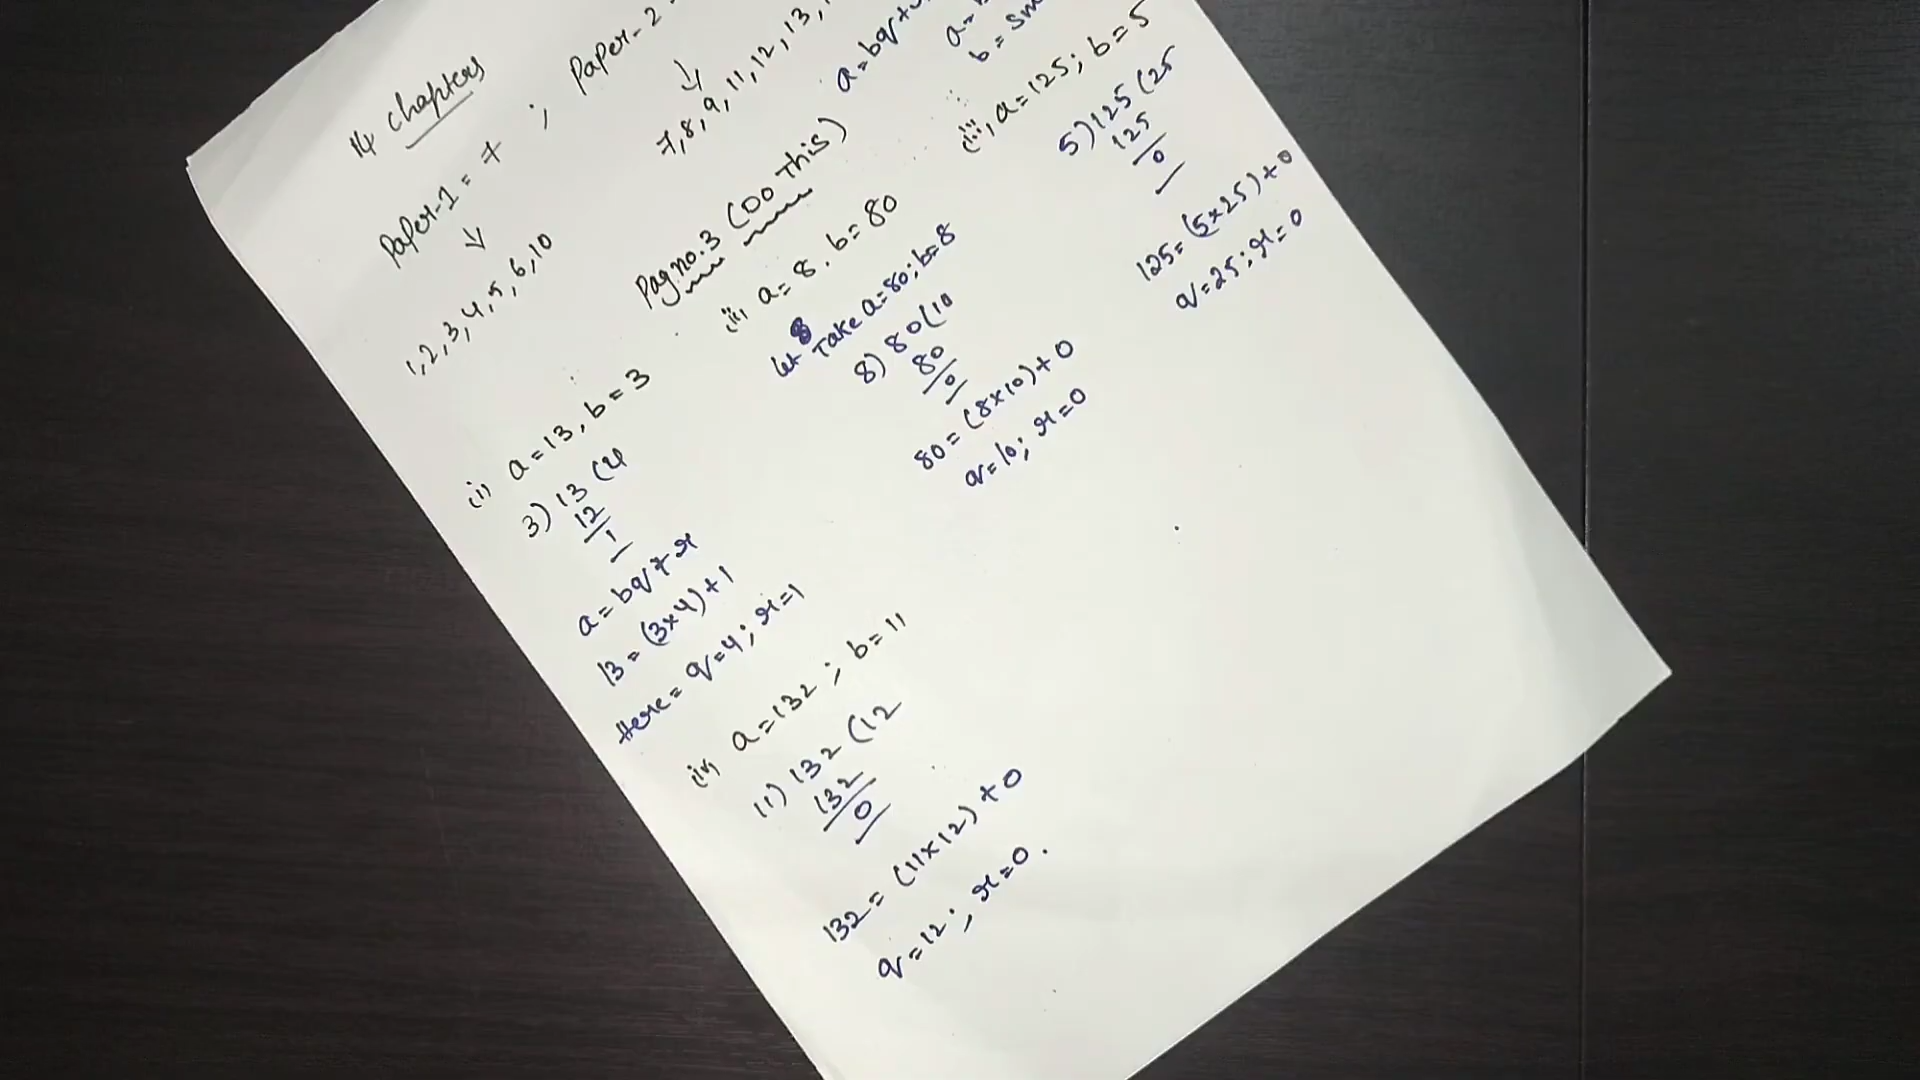 14 chapters
Paper-1 = 7 ; Paper-2
↓ ↓
1,2,3,4,5,6,10 7,8,9,11,12,13,
a=bq+
a=
b=
Pagno.3 (DO This)
(i) a=13, b=3
3) 13 (4
12
1
a=bq+r
13=(3×4)+1
Here= q=4; r=1
(ii) a=8, b=80
let Take a=80; b=8
8) 80(10
80
0
80=(8×10)+0
q=10; r=0
(iii) a=125; b=5
5) 125 (25
125
0
125=(5×25)+0
q=25; r=0
(iv) a=132; b=11
11) 132 (12
132
0
132=(11×12)+0
q=12; r=0.